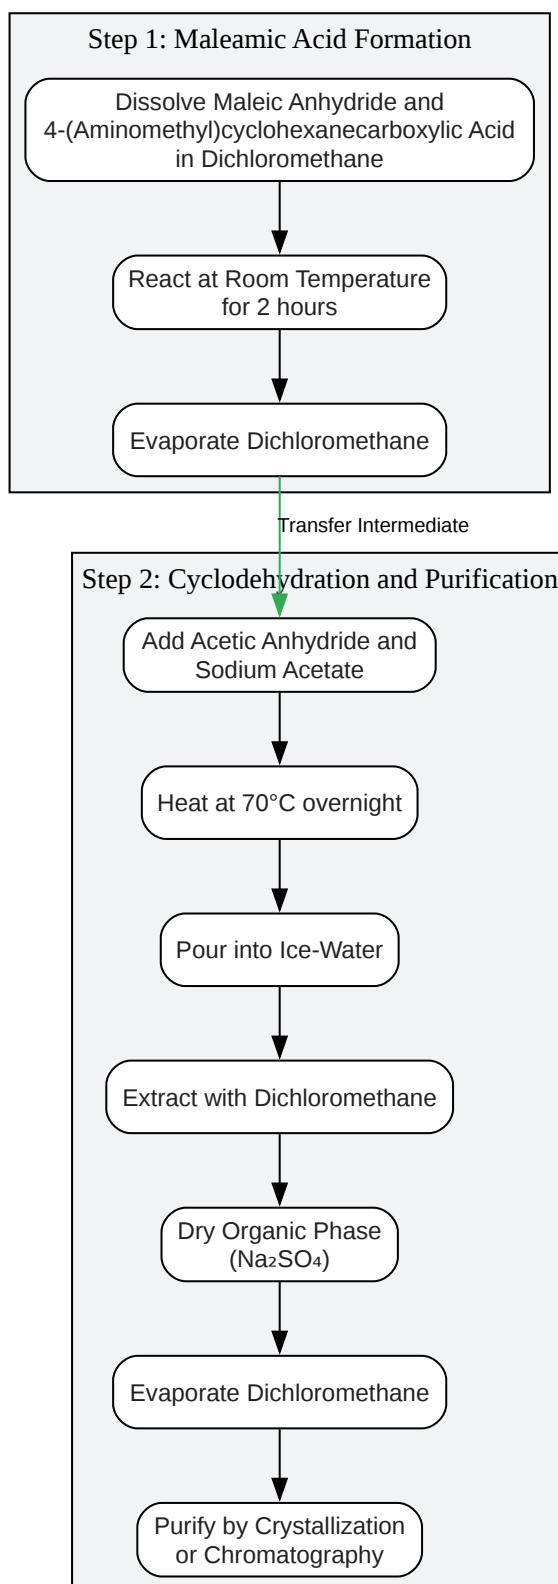 Step 1: Maleamic Acid Formation
Dissolve Maleic Anhydride and
4-(Aminomethyl)cyclohexanecarboxylic Acid
in Dichloromethane
React at Room Temperature
for 2 hours
Evaporate Dichloromethane
Transfer Intermediate
Step 2: Cyclodehydration and Purification
Add Acetic Anhydride and
Sodium Acetate
Heat at 70°C overnight
Pour into Ice-Water
Extract with Dichloromethane
Dry Organic Phase
(Na₂SO₄)
Evaporate Dichloromethane
Purify by Crystallization
or Chromatography